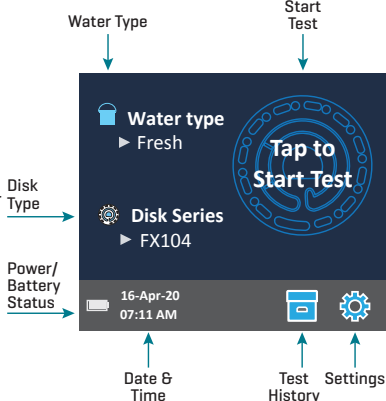 Water Type
Start
Test
Water type
▶ Fresh
Tap to
Start Test
Disk
Type
Disk Series
▶ FX104
Power/
Battery
Status
16-Apr-20
07:11 AM
Date &
Time
Test
History
Settings